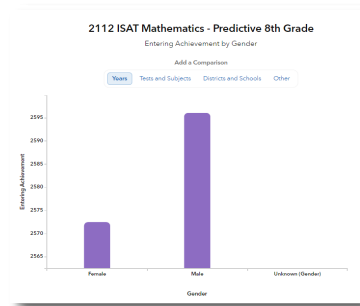 2112 ISAT Mathematics - Predictive 8th Grade
Entering Achievement by Gender
Add a Comparison
Years Tests and Subjects Districts and Schools Other
Entering Achievement
2595
2590
2585
2580
2575
2570
2565
Female Male Unknown (Gender)
Gender